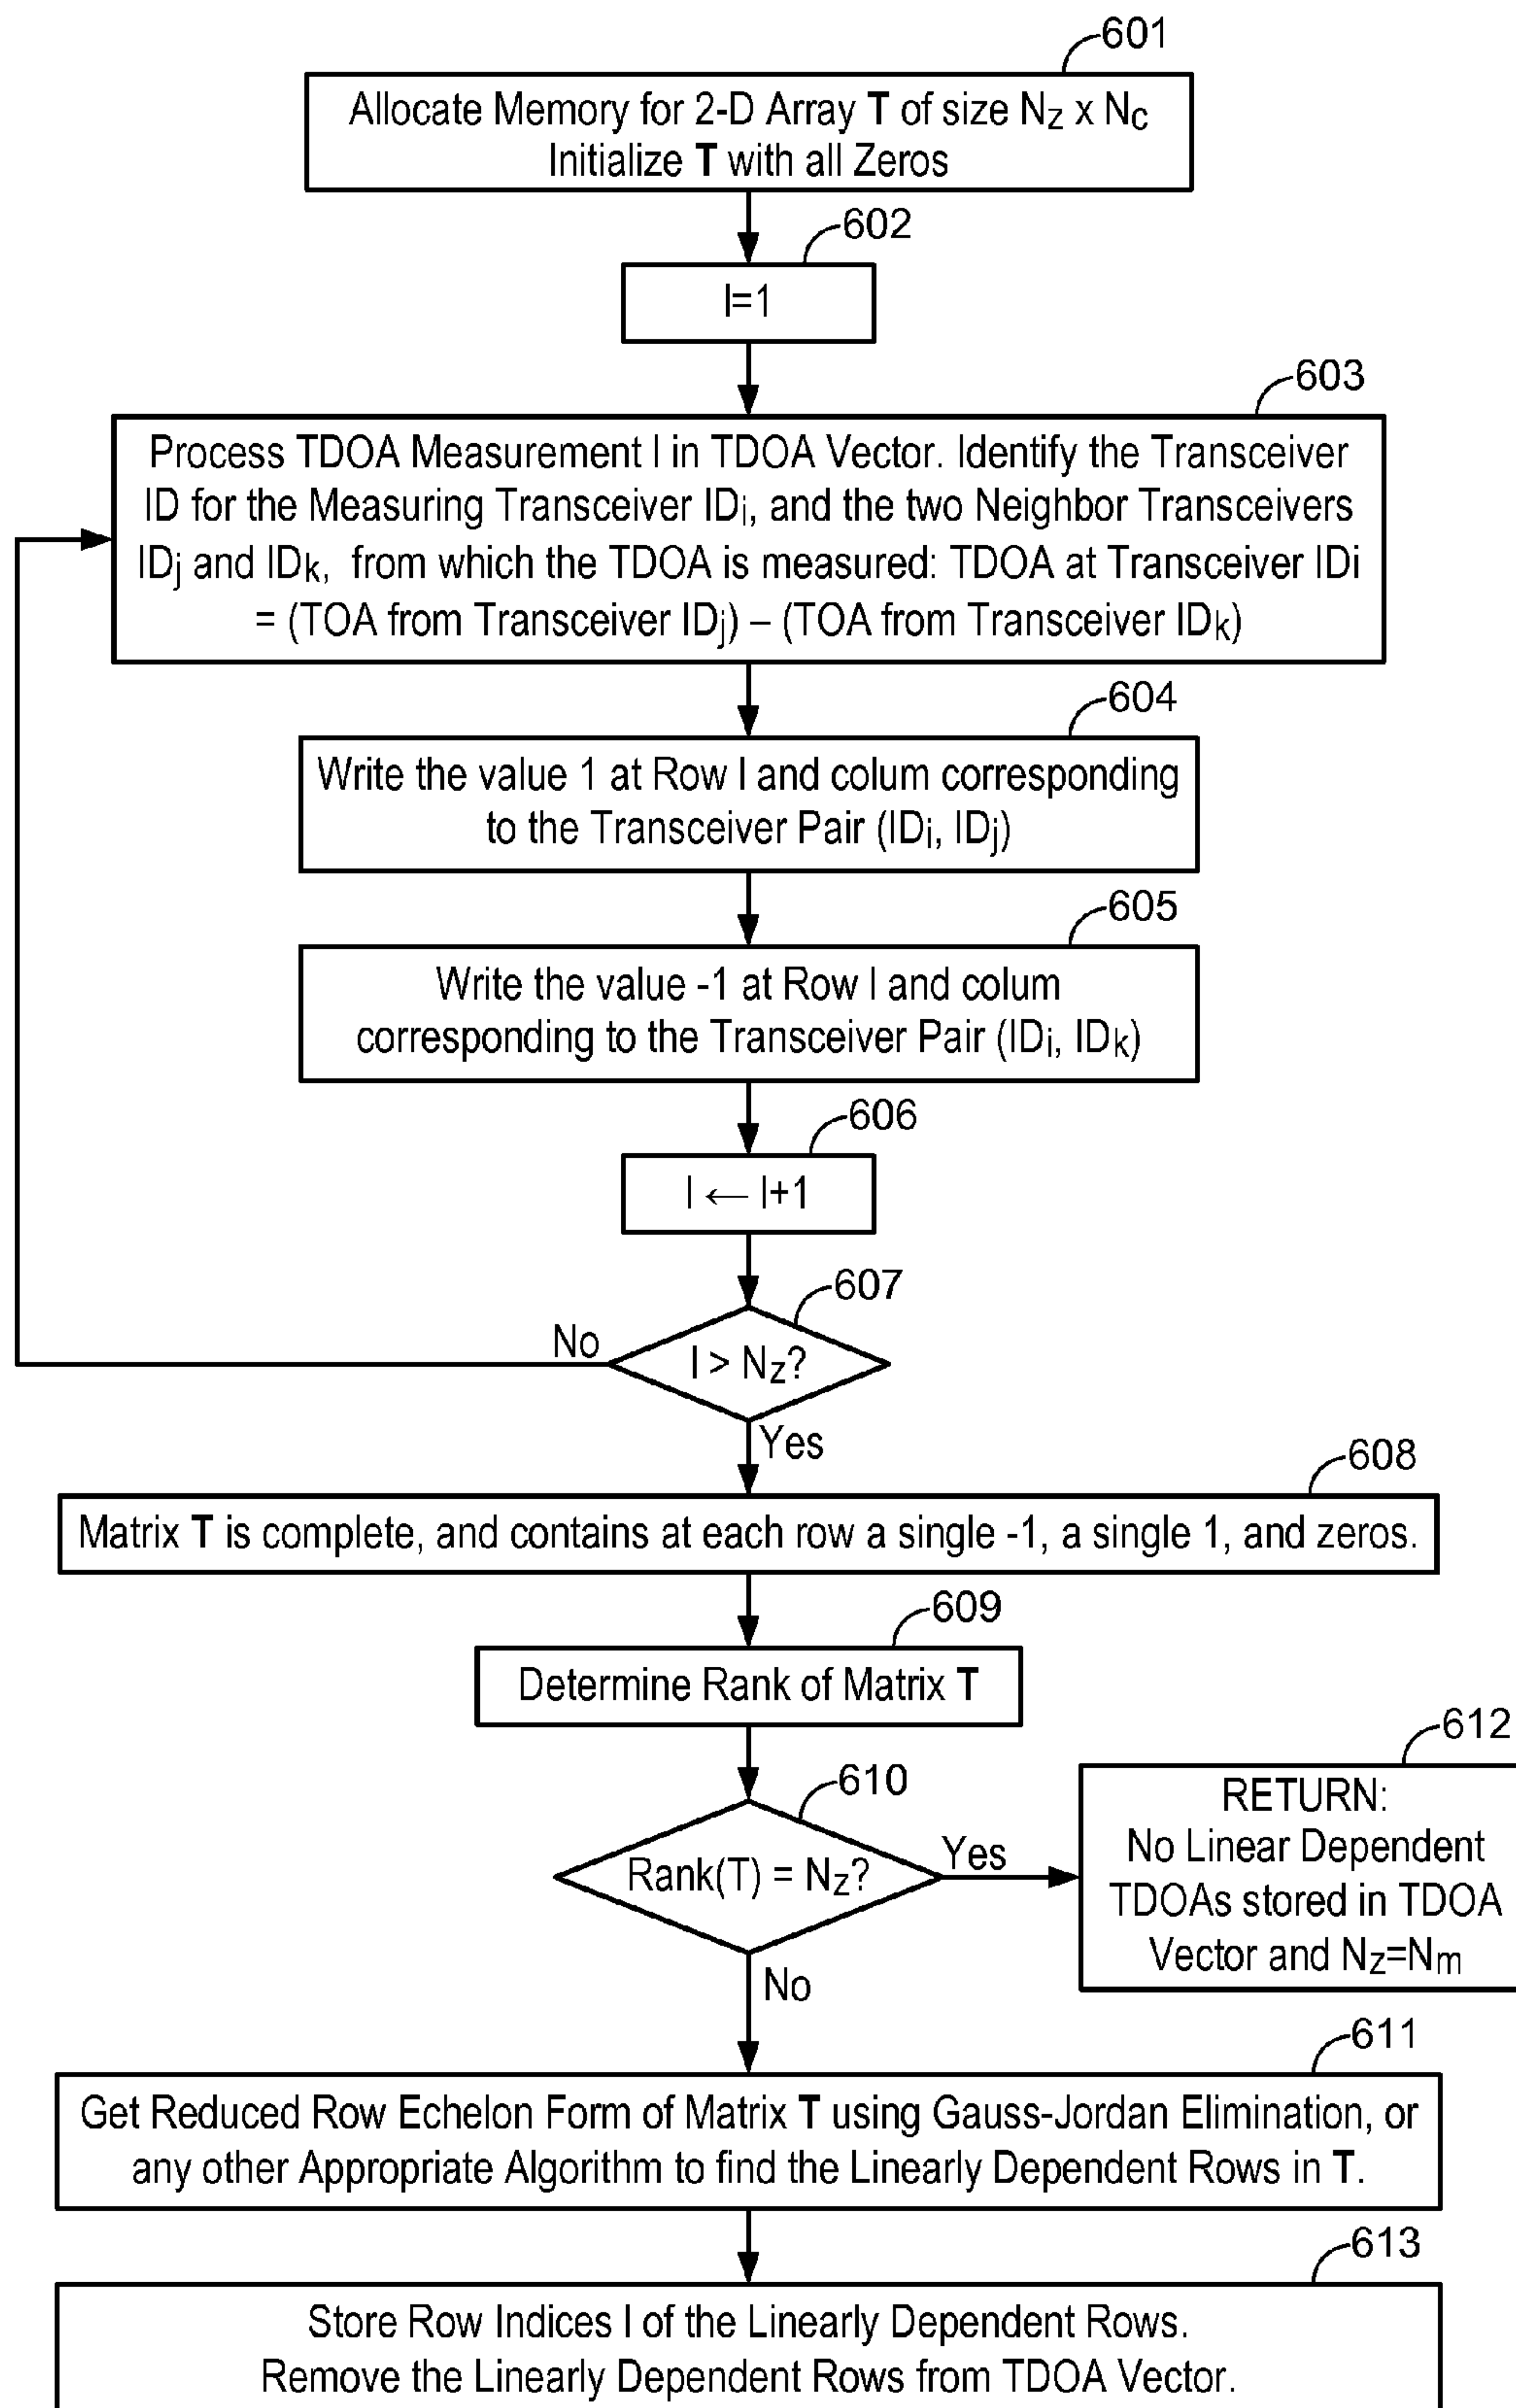 601
Allocate Memory for 2-D Array T of size Nz x Nc
Initialize T with all Zeros
602
I=1
603
Process TDOA Measurement I in TDOA Vector. Identify the Transceiver
ID for the Measuring Transceiver IDi, and the two Neighbor Transceivers
IDj and IDk, from which the TDOA is measured: TDOA at Transceiver IDi
= (TOA from Transceiver IDj) – (TOA from Transceiver IDk)
604
Write the value 1 at Row I and colum corresponding
to the Transceiver Pair (IDi, IDj)
605
Write the value -1 at Row I and colum
corresponding to the Transceiver Pair (IDi, IDk)
606
I ← I+1
607
No
I > Nz?
Yes
608
Matrix T is complete, and contains at each row a single -1, a single 1, and zeros.
609
Determine Rank of Matrix T
610
Rank(T) = Nz?
Yes
612
RETURN:
No Linear Dependent
TDOAs stored in TDOA
Vector and Nz=Nm
No
611
Get Reduced Row Echelon Form of Matrix T using Gauss-Jordan Elimination, or
any other Appropriate Algorithm to find the Linearly Dependent Rows in T.
613
Store Row Indices I of the Linearly Dependent Rows.
Remove the Linearly Dependent Rows from TDOA Vector.